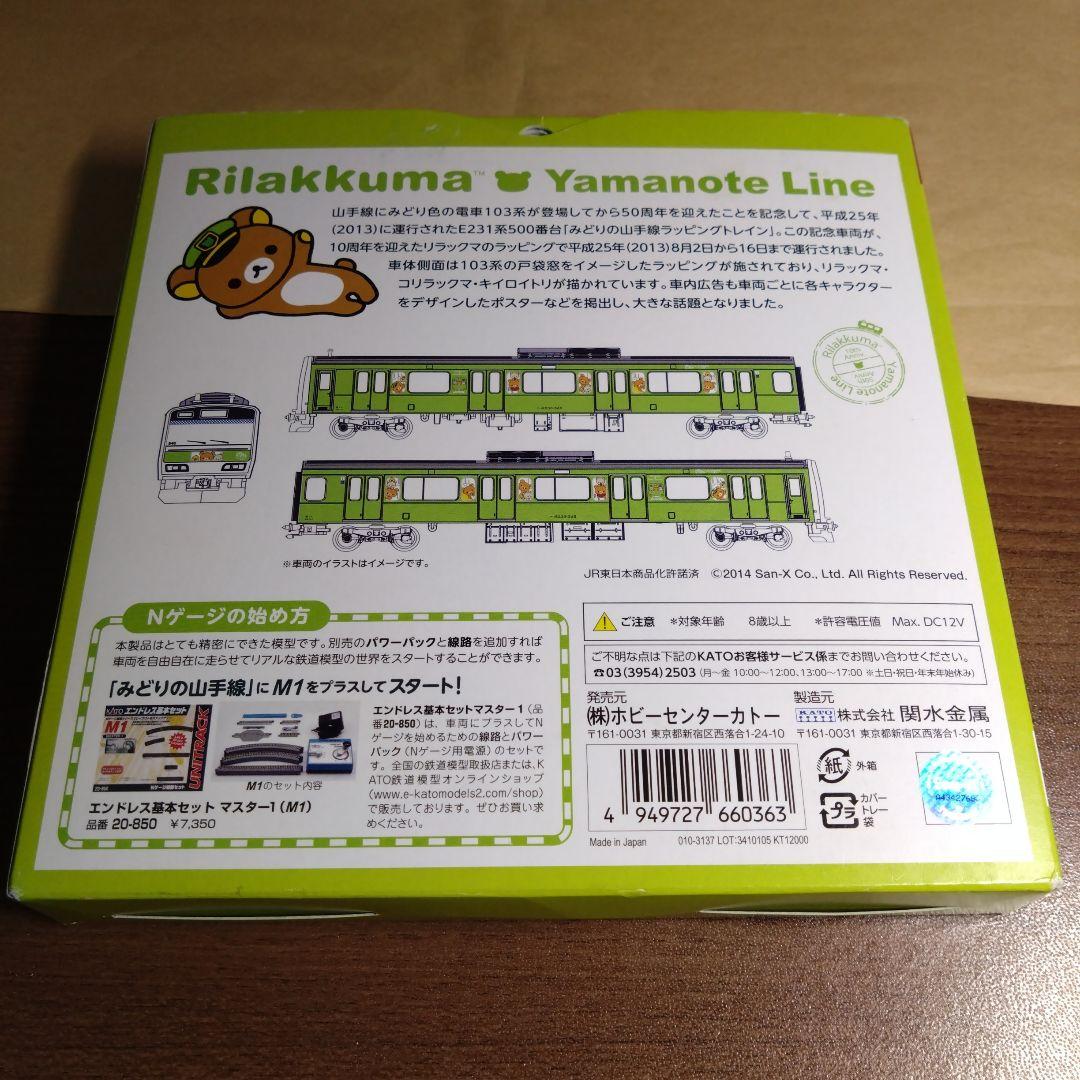 Rilakkuma™ Yamanote Line
山手線にみどり色の電車103系が登場してから50周年を迎えたことを記念して、平成25年
(2013)に運行されたE231系500番台「みどりの山手線ラッピングトレイン」。この記念車両が、
10周年を迎えたリラックマのラッピングで平成25年(2013)8月2日から16日まで運行されました。
車体側面は103系の戸袋窓をイメージしたラッピングが施されており、リラックマ・
コリラックマ・キイロイトリが描かれています。車内広告も車両ごとに各キャラクター
をデザインしたポスターなどを掲出し、大きな話題となりました。
Rilakkuma
Yamanote Line
10th Anniv.
50th Anniv.
※車両のイラストはイメージです。
JR東日本商品化許諾済 ©2014 San-X Co., Ltd. All Rights Reserved.
Nゲージの始め方
本製品はとても精密にできた模型です。別売のパワーパックと線路を追加すれば
車両を自由自在に走らせてリアルな鉄道模型の世界をスタートすることができます。
「みどりの山手線」にM1をプラスしてスタート!
KATO エンドレス基本セット
M1
UNITRACK
20-850
M1のセット内容
エンドレス基本セット マスター1(M1)
品番 20-850 ¥7,350
エンドレス基本セットマスター1(品
番20-850)は、車両にプラスしてN
ゲージを始めるための線路とパワー
パック(Nゲージ用電源)のセットで
す。全国の鉄道模型取扱店または、K
ATO鉄道模型オンラインショップ
(www.e-katomodels2.com/shop)
で販売しております。ぜひお買い求
めください。
ご注意 *対象年齢 8歳以上 *許容電圧値 Max. DC12V
ご不明な点は下記のKATOお客様サービス係までお問い合わせください。
☎03(3954)2503 (月〜金 10:00〜12:00、13:00〜17:00 ※土日・祝日・年末年始休み)
発売元
(株)ホビーセンターカトー
〒161-0031 東京都新宿区西落合1-24-10
製造元
KATO 株式会社 関水金属
〒161-0031 東京都新宿区西落合1-30-15
4 949727 660363
Made in Japan 010-3137 LOT:3410105 KT12000
紙 外箱
プラ カバー
トレー
袋